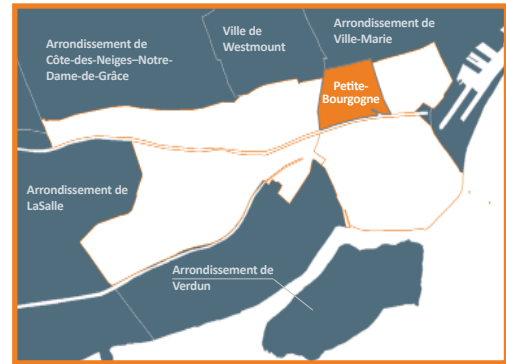 Arrondissement de
Côte-des-Neiges–Notre-
Dame-de-Grâce
Ville de
Westmount
Arrondissement de
Ville-Marie
Petite-
Bourgogne
Arrondissement de
LaSalle
Arrondissement de
Verdun